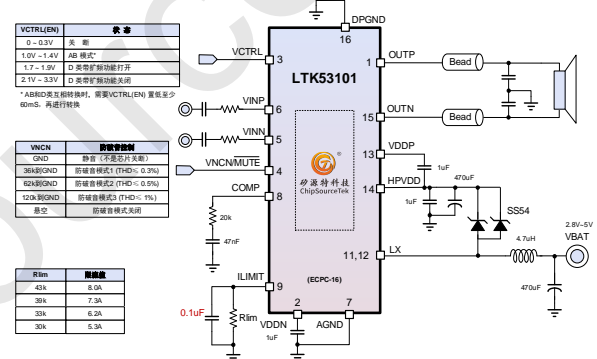 VCTRL(EN) 状 态
0 ~ 0.3V 关 断
1.0V ~1.4V AB 模式*
1.7 ~ 1.9V D 类带扩频功能打开
2.1V ~ 3.3V D 类带扩频功能关闭
* AB和D类互相转换时，需要VCTRL(EN) 置低至少
60mS，再进行转换
VNCN 防破音控制
GND 静音（不是芯片关断）
36k到GND 防破音模式1 (THD≤ 0.3%)
62k到GND 防破音模式2 (THD≤ 0.5%)
120k到GND 防破音模式3 (THD≤ 1%)
悬空 防破音模式关闭
Rlim 限流值
43k 8.0A
39k 7.3A
33k 6.2A
30k 5.3A
DPGND
16
VCTRL
3
LTK53101
1
OUTP
Bead
VINP
6
VINN
5
15
OUTN
Bead
VNCN/MUTE
4
13
VDDP
1uF
矽源特科技
ChipSourceTek
®
COMP
8
14
HPVDD
470uF
1uF
20k
47nF
SS54
11,12
LX
4.7uH
2.8V~5V
VBAT
470uF
(ECPC-16)
ILIMIT
9
0.1uF
Rlim
2
7
VDDN
1uF
AGND